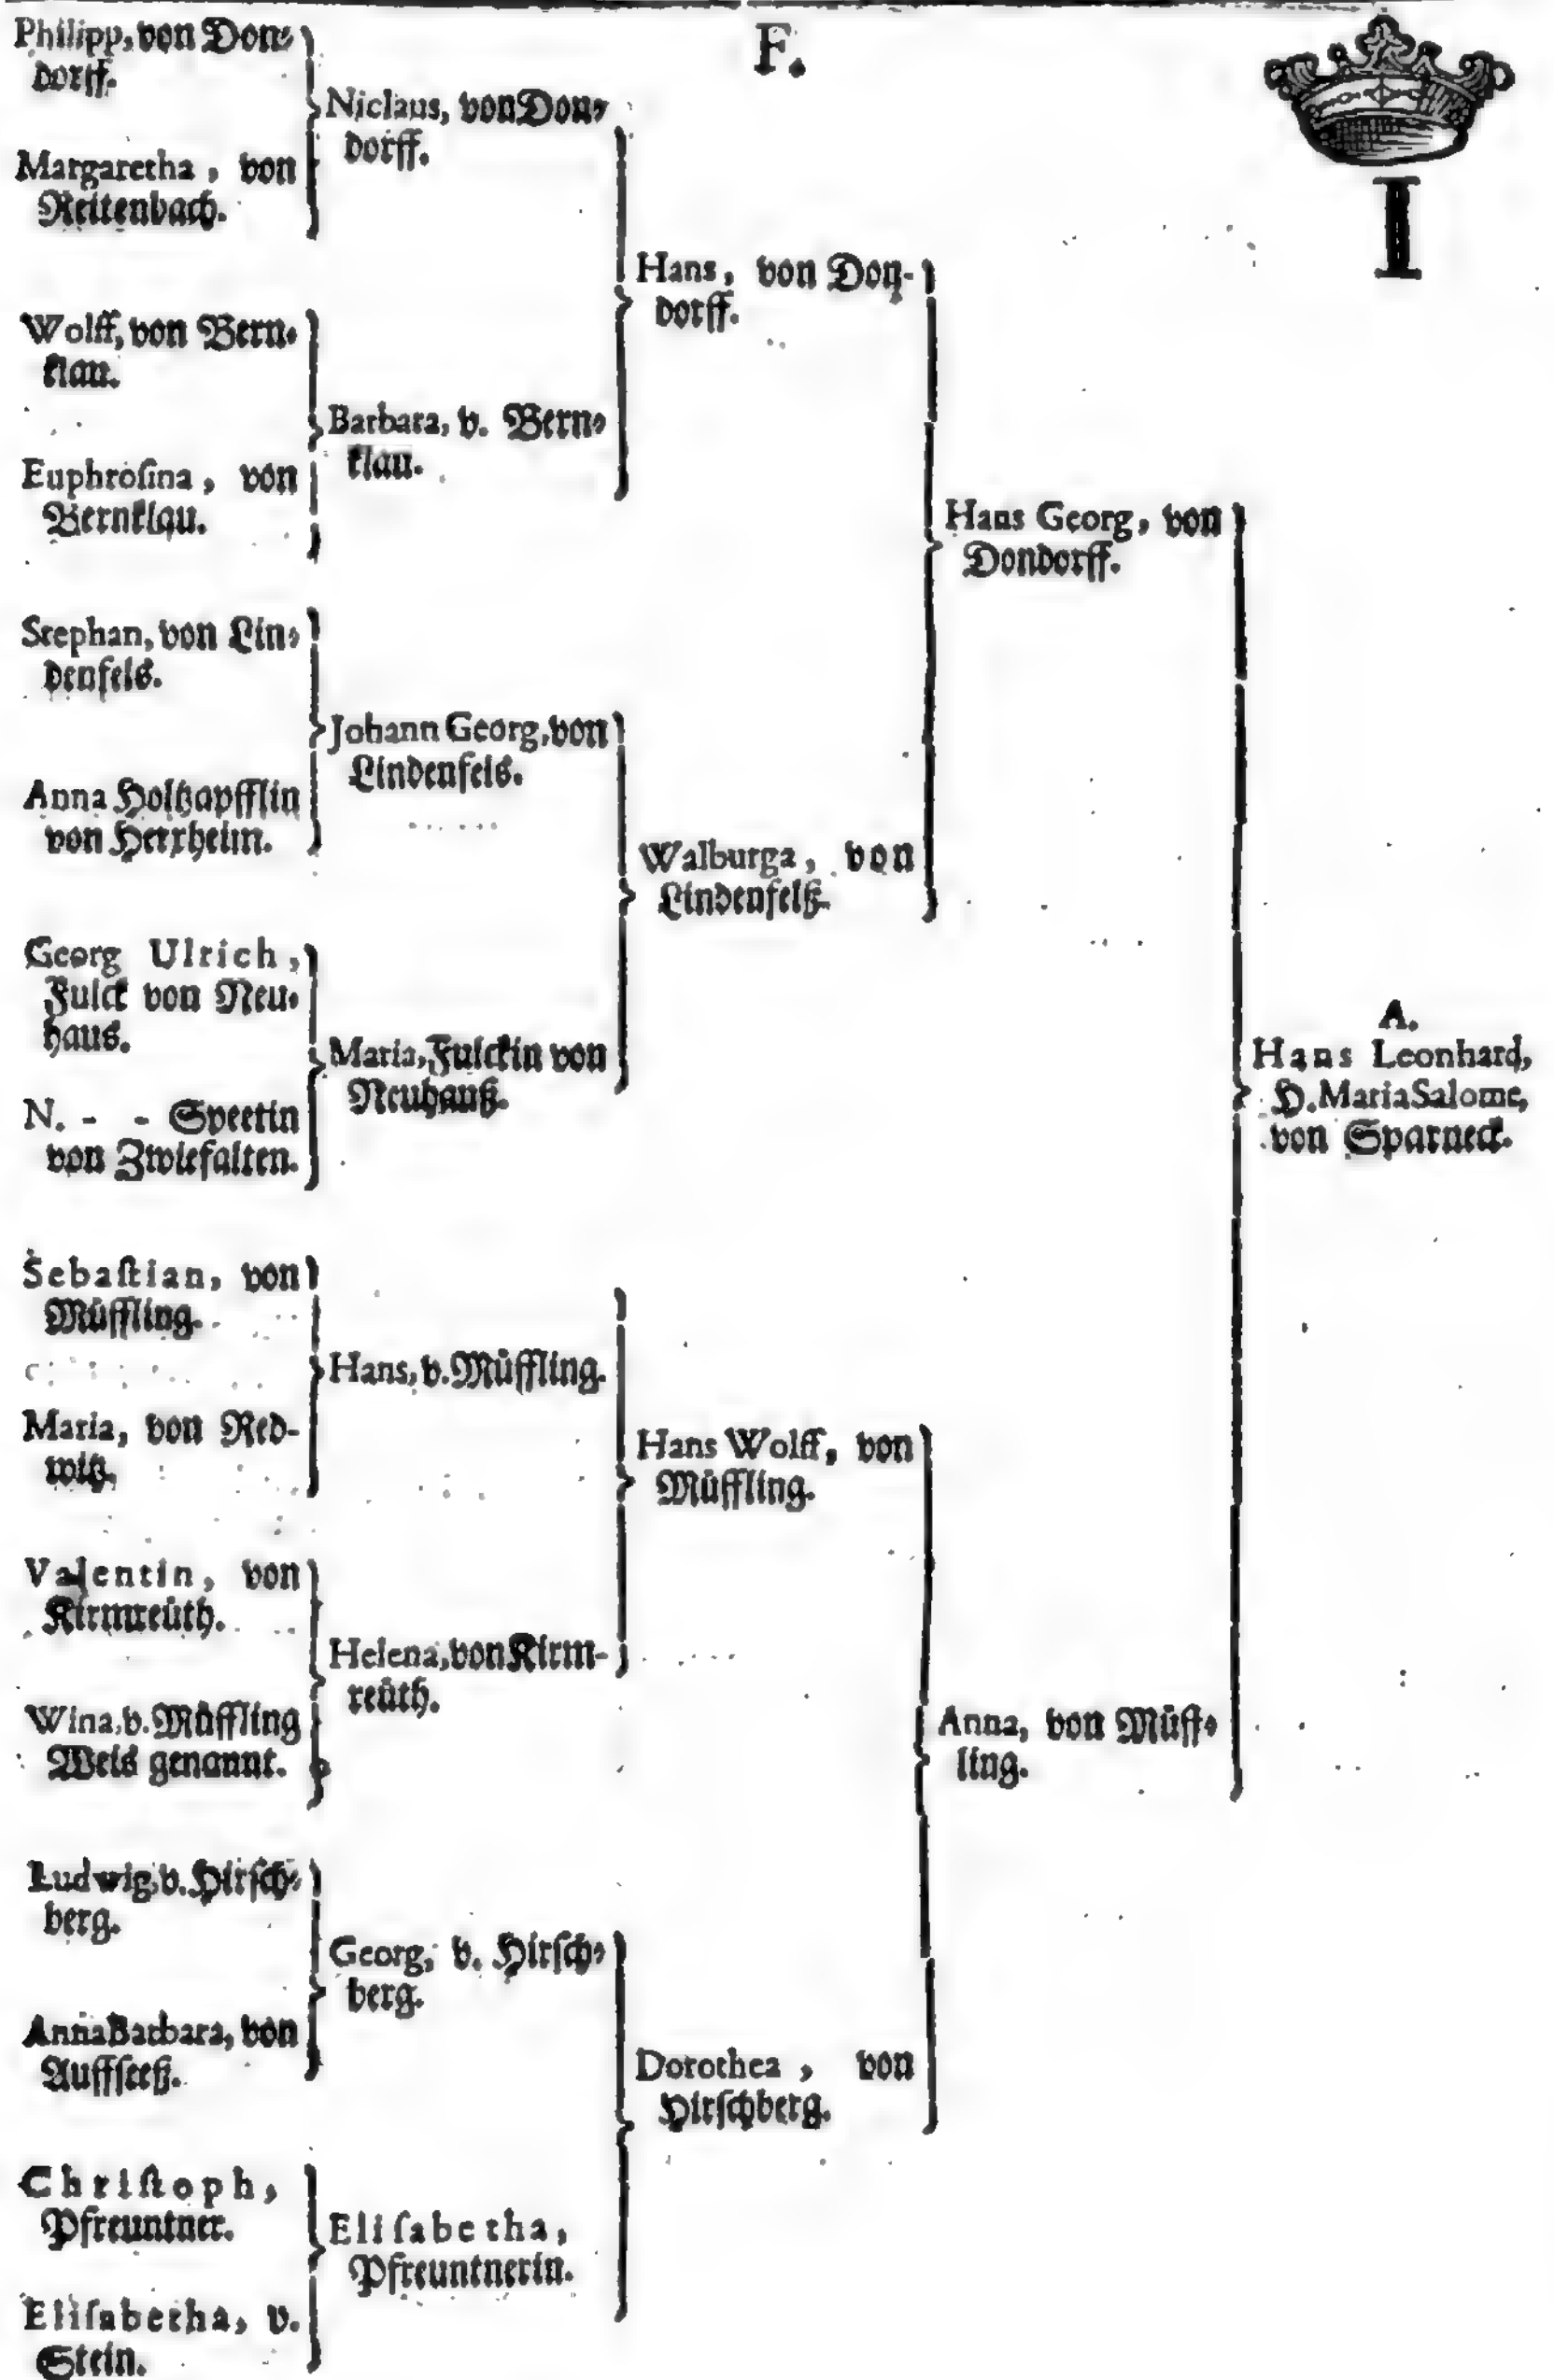 F.
I
Philipp, von Don⸗
dorff.
Margaretha, von
Reitenbach.
Wolff, von Bern⸗
klau.
Euphroſina, von
Bernklau.
Stephan, von Lin⸗
denfels.
Anna Holtzapfflin
von Herxheim.
Georg Ulrich,
Fulck von Neu⸗
haus.
N. - - Speetin
von Zwiefalten.
Sebaſtian, von
Müffling.
Maria, von Red-
witz.
Valentin, von
Kirmreüth.
Wina, v. Müffling
Weis genannt.
Ludwig, v. Hirſch⸗
berg.
Anna Barbara, von
Auffſeeß.
Chriſtoph,
Pfreuntner.
Eliſabetha, v.
Stein.
Niclaus, von Don⸗
dorff.
Barbara, v. Bern⸗
klau.
Johann Georg, von
Lindenfels.
Maria, Fulckin von
Neuhauß.
Hans, v. Müffling.
Helena, von Kirm-
reüth.
Georg, v. Hirſch⸗
berg.
Eliſabetha,
Pfreuntnerin.
Hans, von Don-
dorff.
Walburga, von
Lindenfelß.
Hans Wolff, von
Müffling.
Dorothea, von
Hirſchberg.
Hans Georg, von
Dondorff.
Anna, von Müff⸗
ling.
A.
Hans Leonhard,
H. Maria Salome,
von Sparneck.